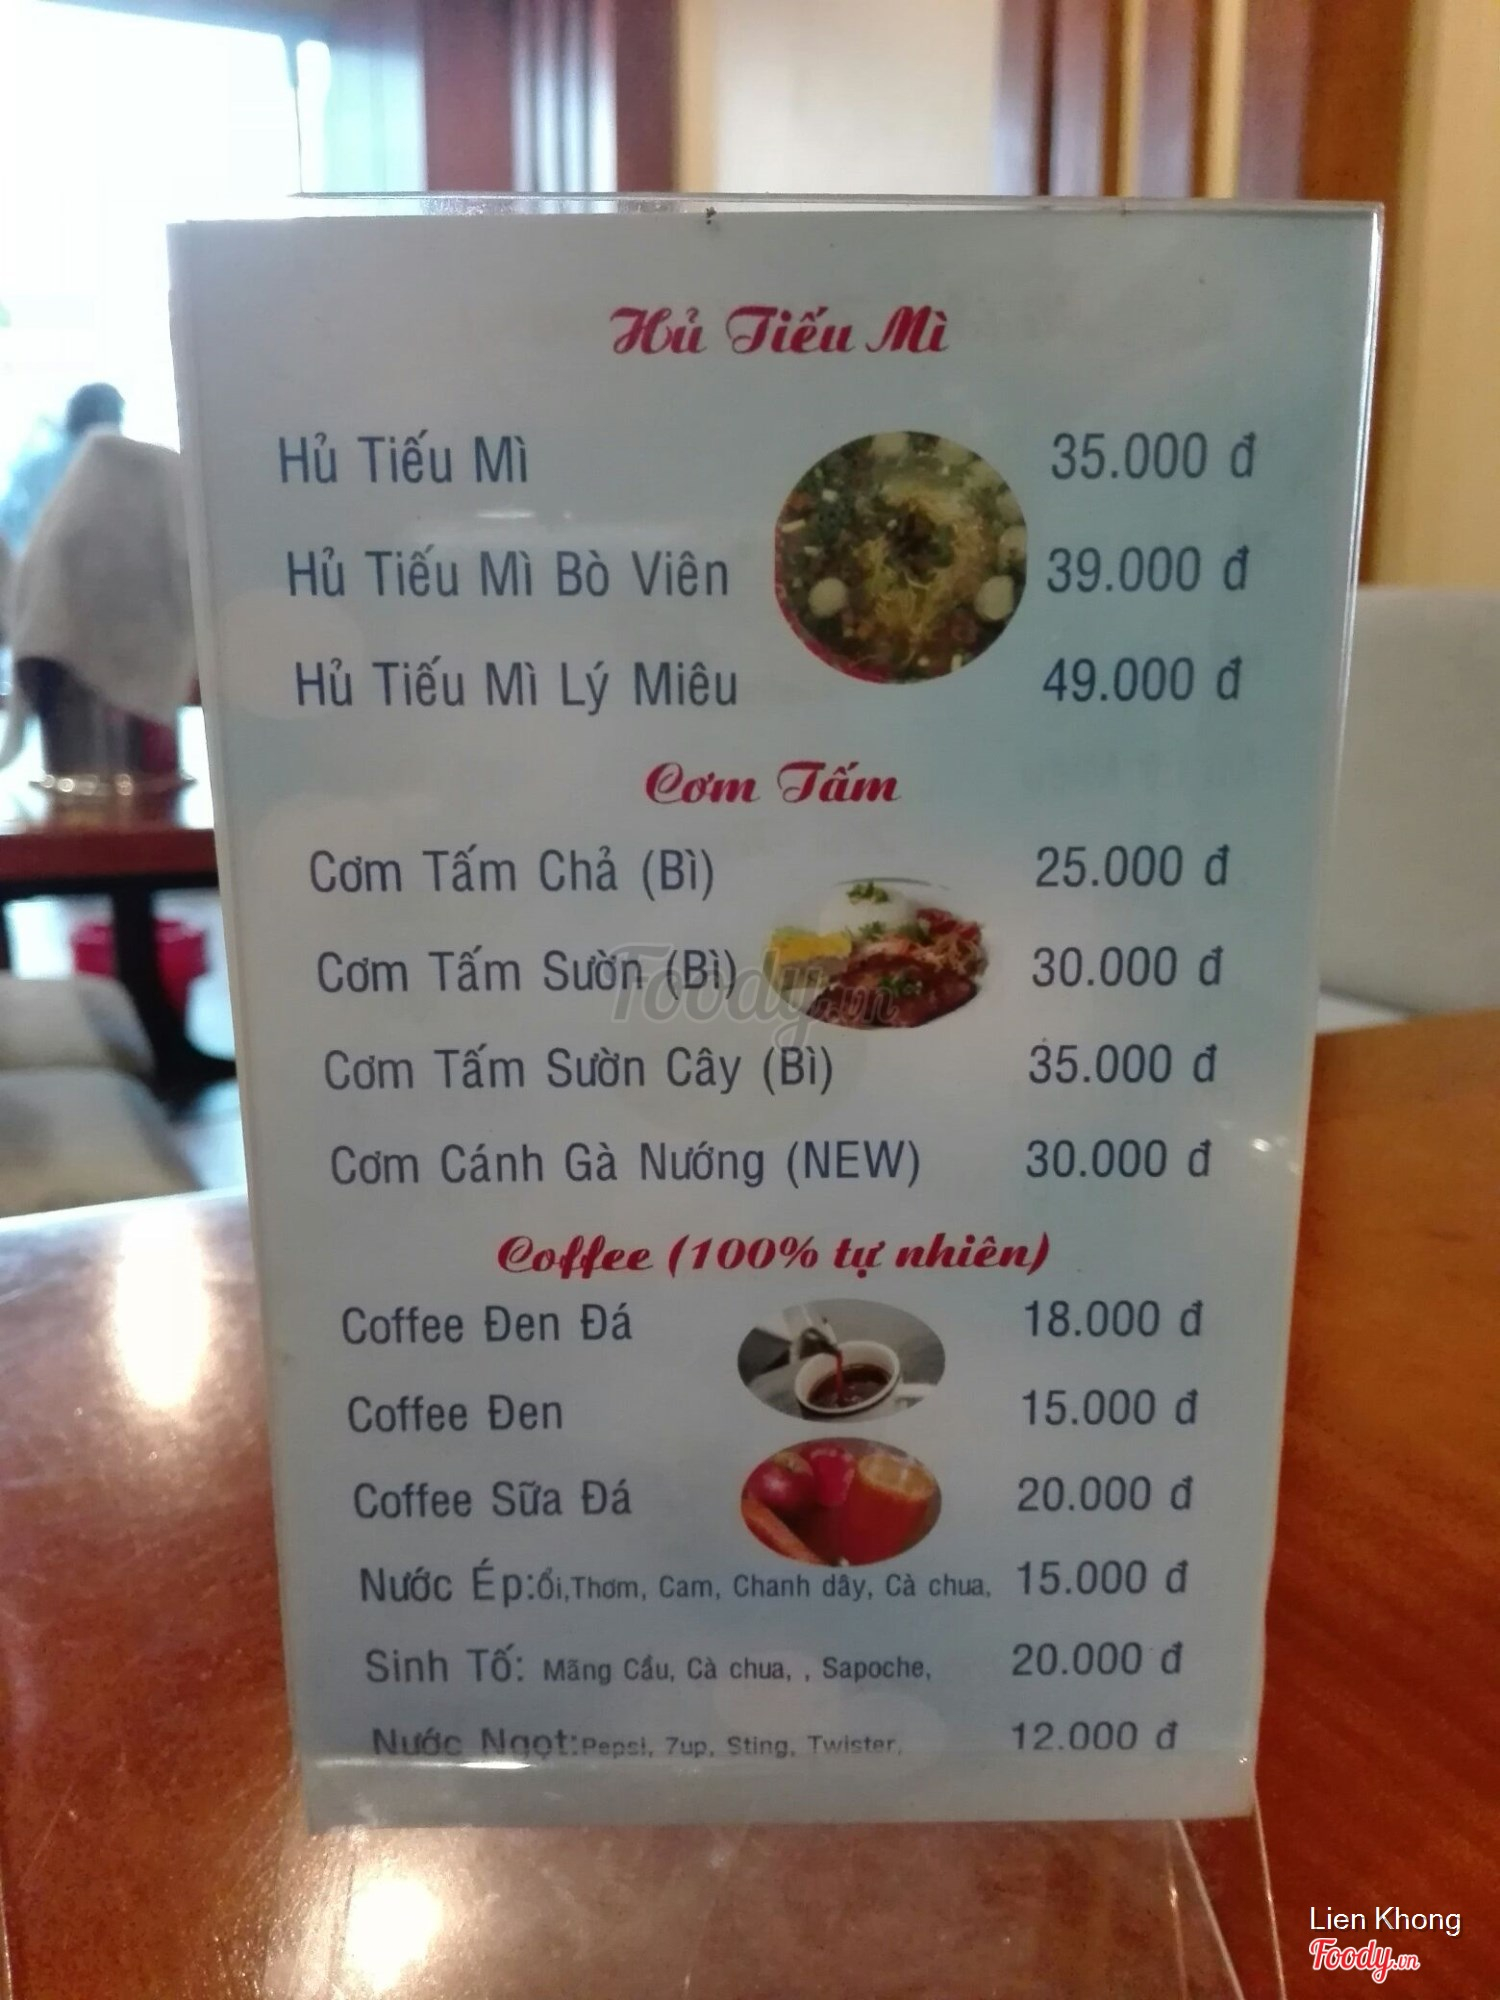 Hủ Tiếu Mì
Hủ Tiếu Mì 35.000 đ
Hủ Tiếu Mì Bò Viên 39.000 đ
Hủ Tiếu Mì Lý Miêu 49.000 đ
Cơm Tấm
Cơm Tấm Chả (Bì) 25.000 đ
Cơm Tấm Sườn (Bì) 30.000 đ
Foody.vn
Cơm Tấm Sườn Cây (Bì) 35.000 đ
Cơm Cánh Gà Nướng (NEW) 30.000 đ
Coffee (100% tự nhiên)
Coffee Đen Đá 18.000 đ
Coffee Đen 15.000 đ
Coffee Sữa Đá 20.000 đ
Nước Ép:Ổi,Thơm, Cam, Chanh dây, Cà chua, 15.000 đ
Sinh Tố: Mãng Cầu, Cà chua, , Sapoche, 20.000 đ
Nước Ngọt:Pepsi, 7up, Sting, Twister, 12.000 đ
Lien Khong
Foody.vn